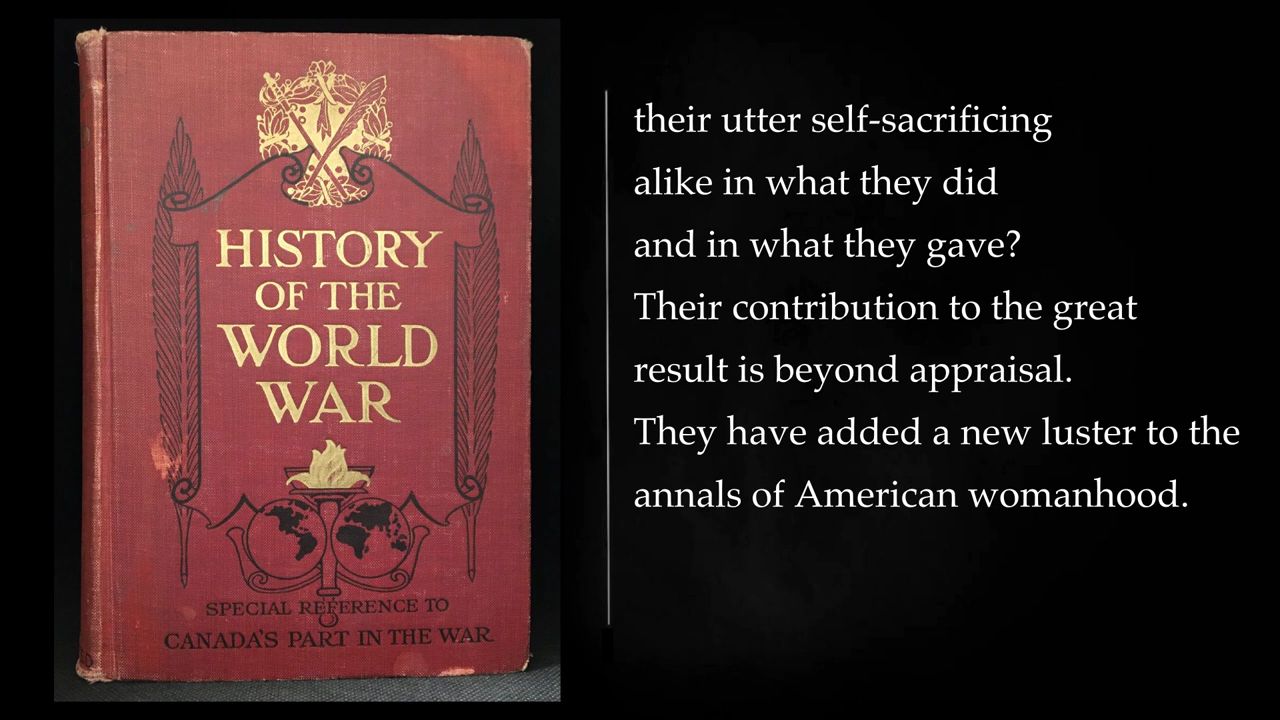 HISTORY
OF THE
WORLD
WAR
SPECIAL REFERENCE TO
CANADA'S PART IN THE WAR
their utter self-sacrificing
alike in what they did
and in what they gave?
Their contribution to the great
result is beyond appraisal.
They have added a new luster to the
annals of American womanhood.